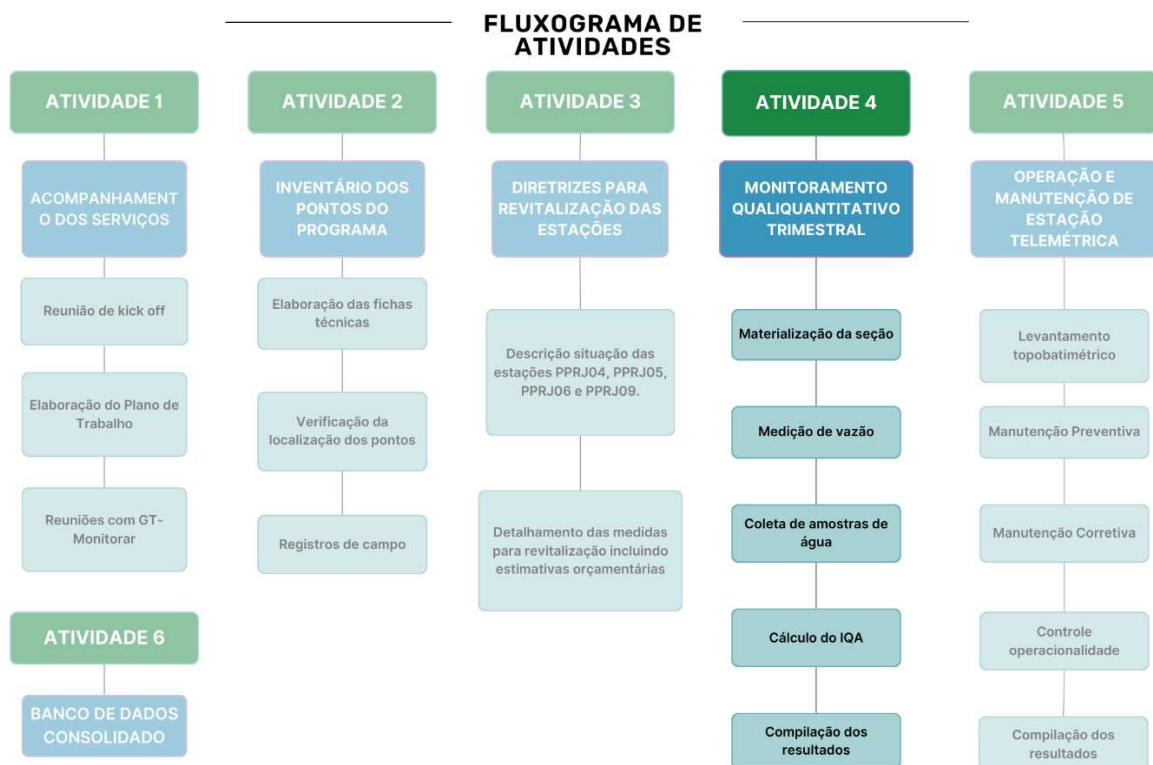 FLUXOGRAMA DE
ATIVIDADES
ATIVIDADE 1
ACOMPANHAMENT
O DOS SERVIÇOS
Reunião de kick off
Elaboração do Plano de
Trabalho
Reuniões com GT-
Monitorar
ATIVIDADE 6
BANCO DE DADOS
CONSOLIDADO
ATIVIDADE 2
INVENTÁRIO DOS
PONTOS DO
PROGRAMA
Elaboração das fichas
técnicas
Verificação da
localização dos pontos
Registros de campo
ATIVIDADE 3
DIRETRIZES PARA
REVITALIZAÇÃO DAS
ESTAÇÕES
Descrição situação das
estações PPRJ04, PPRJ05,
PPRJ06 e PPRJ09.
Detalhamento das medidas
para revitalização incluindo
estimativas orçamentárias
ATIVIDADE 4
MONITORAMENTO
QUALIQUANTITATIVO
TRIMESTRAL
Materialização da seção
Medição de vazão
Coleta de amostras de
água
Cálculo do IQA
Compilação dos
resultados
ATIVIDADE 5
OPERAÇÃO E
MANUTENÇÃO DE
ESTAÇÃO
TELEMÉTRICA
Levantamento
topobatimétrico
Manutenção Preventiva
Manutenção Corretiva
Controle
operacionalidade
Compilação dos
resultados